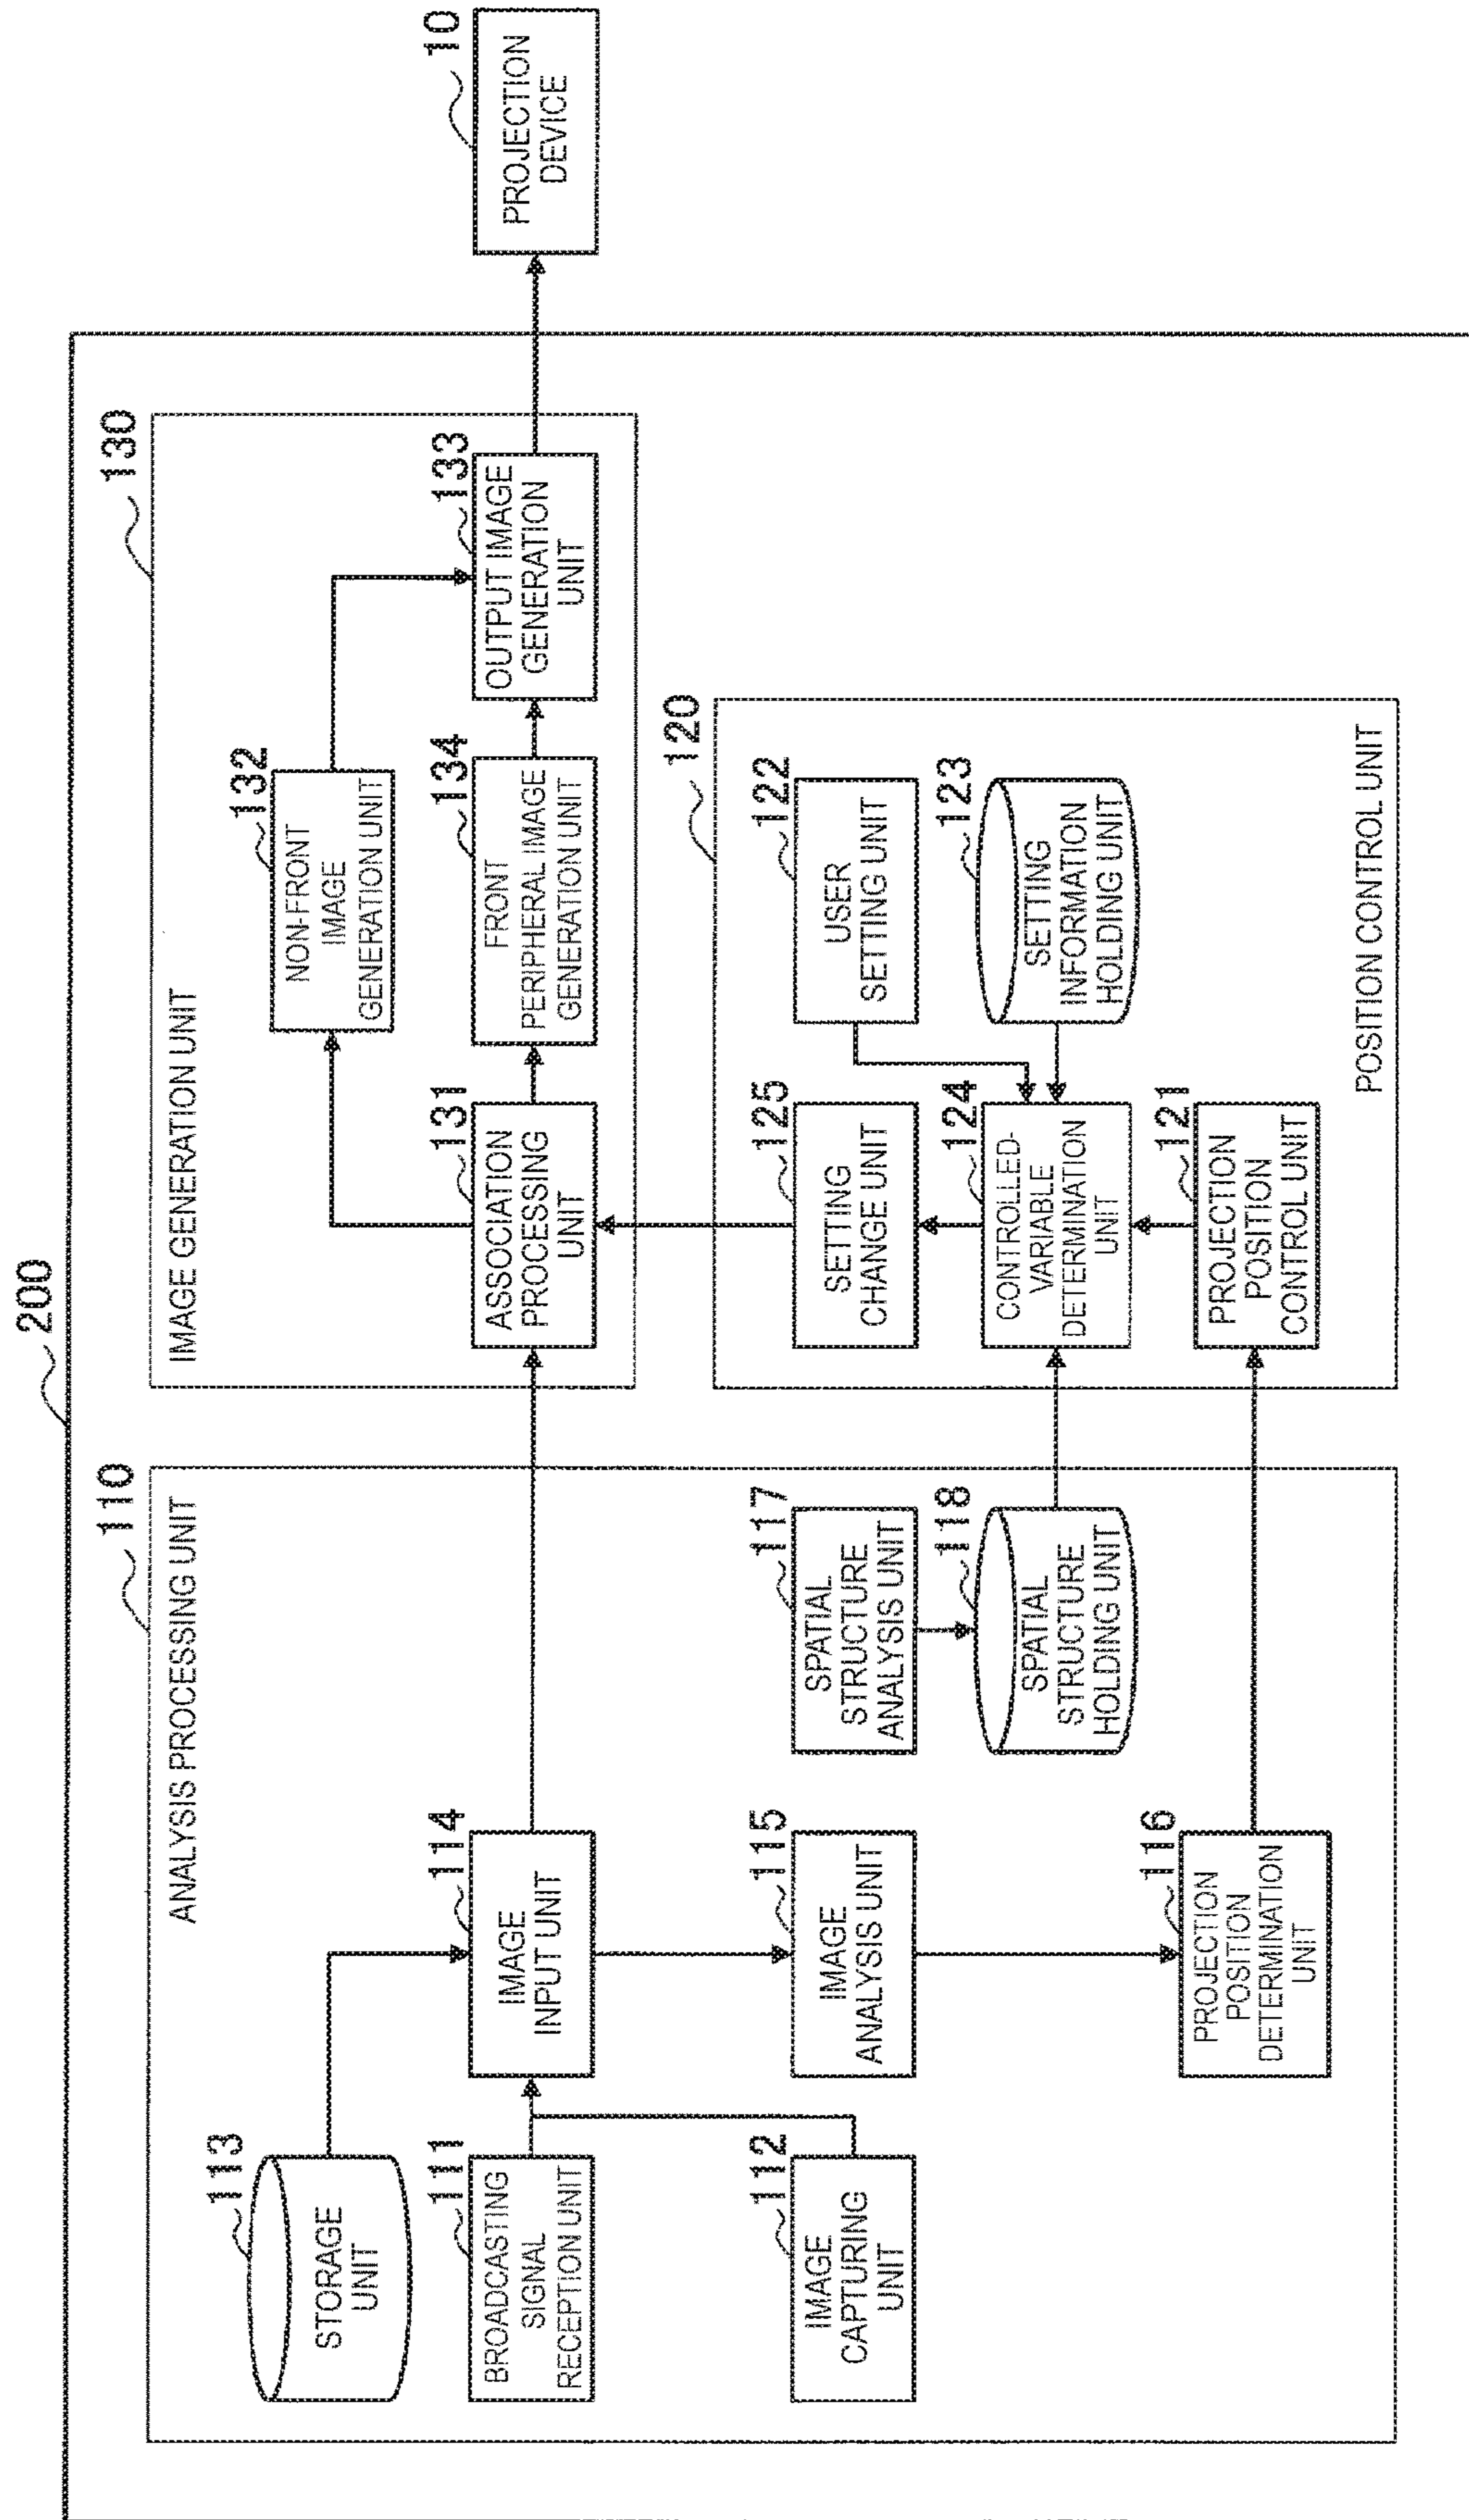 200
110
ANALYSIS PROCESSING UNIT
113
STORAGE
UNIT
111
BROADCASTING
SIGNAL
RECEPTION UNIT
112
IMAGE
CAPTURING
UNIT
114
IMAGE
INPUT UNIT
115
IMAGE
ANALYSIS UNIT
116
PROJECTION
POSITION
DETERMINATION
UNIT
117
SPATIAL
STRUCTURE
ANALYSIS UNIT
118
SPATIAL
STRUCTURE
HOLDING UNIT
130
IMAGE GENERATION UNIT
131
ASSOCIATION
PROCESSING
UNIT
132
NON-FRONT
IMAGE
GENERATION UNIT
134
FRONT
PERIPHERAL IMAGE
GENERATION UNIT
133
OUTPUT IMAGE
GENERATION
UNIT
120
125
SETTING
CHANGE UNIT
122
USER
SETTING UNIT
124
CONTROLLED-
VARIABLE
DETERMINATION
UNIT
123
SETTING
INFORMATION
HOLDING UNIT
121
PROJECTION
POSITION
CONTROL UNIT
POSITION CONTROL UNIT
10
PROJECTION
DEVICE